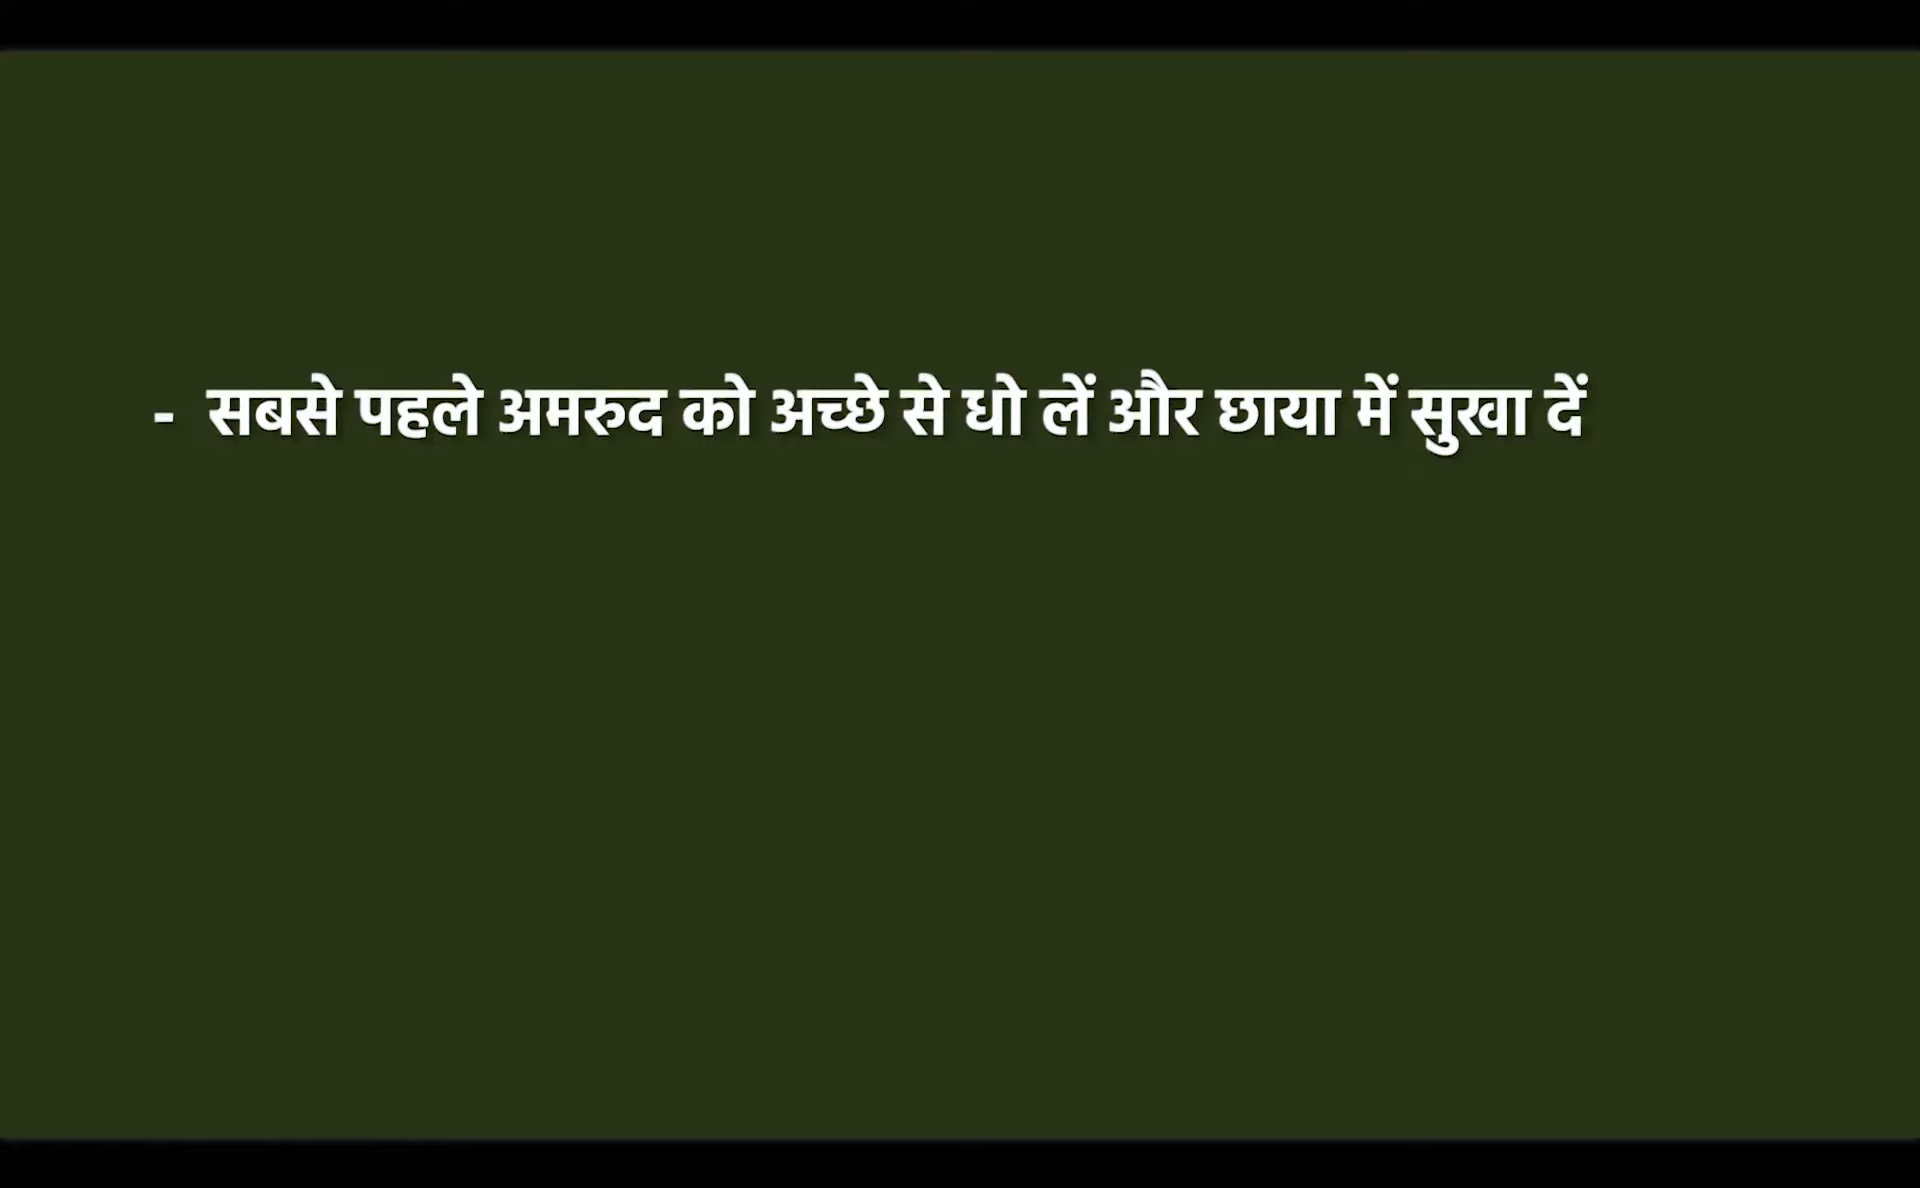 - सबसे पहले अमरुद को अच्छे से धो लें और छाया में सुखा दें